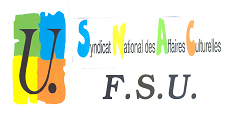 U.
Syndicat National des Affaires Culturelles
F.S.U.